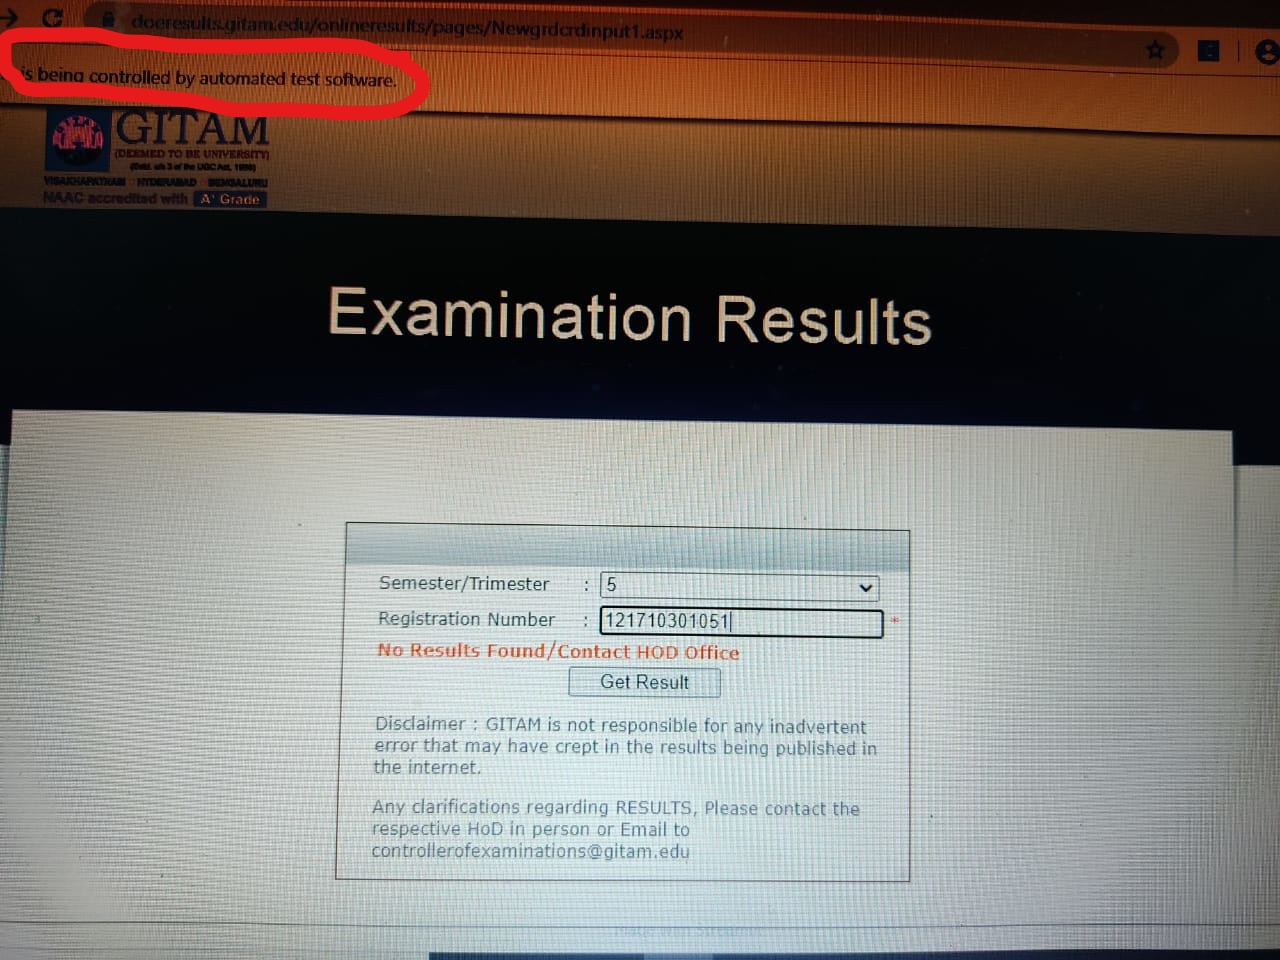 doeresults.gitam.edu/onlineresults/pages/Newgrdcrdinput1.aspx
is being controlled by automated test software.
GITAM
(DEEMED TO BE UNIVERSITY)
(Estd. u/s 3 of the UGC Act, 1956)
VISAKHAPATNAM HYDERABAD BENGALURU
NAAC accredited with A+ Grade
Examination Results
Semester/Trimester : 5
Registration Number : 121710301051 *
No Results Found/Contact HOD Office
Get Result
Disclaimer : GITAM is not responsible for any inadvertent
error that may have crept in the results being published in
the internet.
Any clarifications regarding RESULTS, Please contact the
respective HoD in person or Email to
controllerofexaminations@gitam.edu